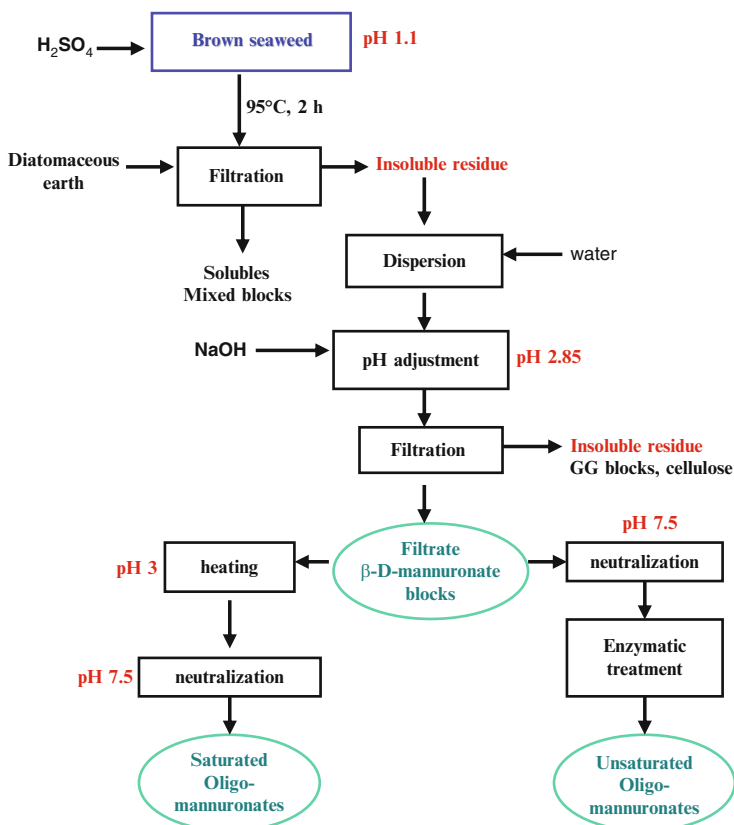 H₂SO₄
Brown seaweed
pH 1.1
95°C, 2 h
Diatomaceous
earth
Filtration
Insoluble residue
Solubles
Mixed blocks
Dispersion
water
NaOH
pH adjustment
pH 2.85
Filtration
Insoluble residue
GG blocks, cellulose
Filtrate
β-D-mannuronate
blocks
pH 3
heating
pH 7.5
neutralization
pH 7.5
neutralization
Enzymatic
treatment
Saturated
Oligo-
mannuronates
Unsaturated
Oligo-
mannuronates